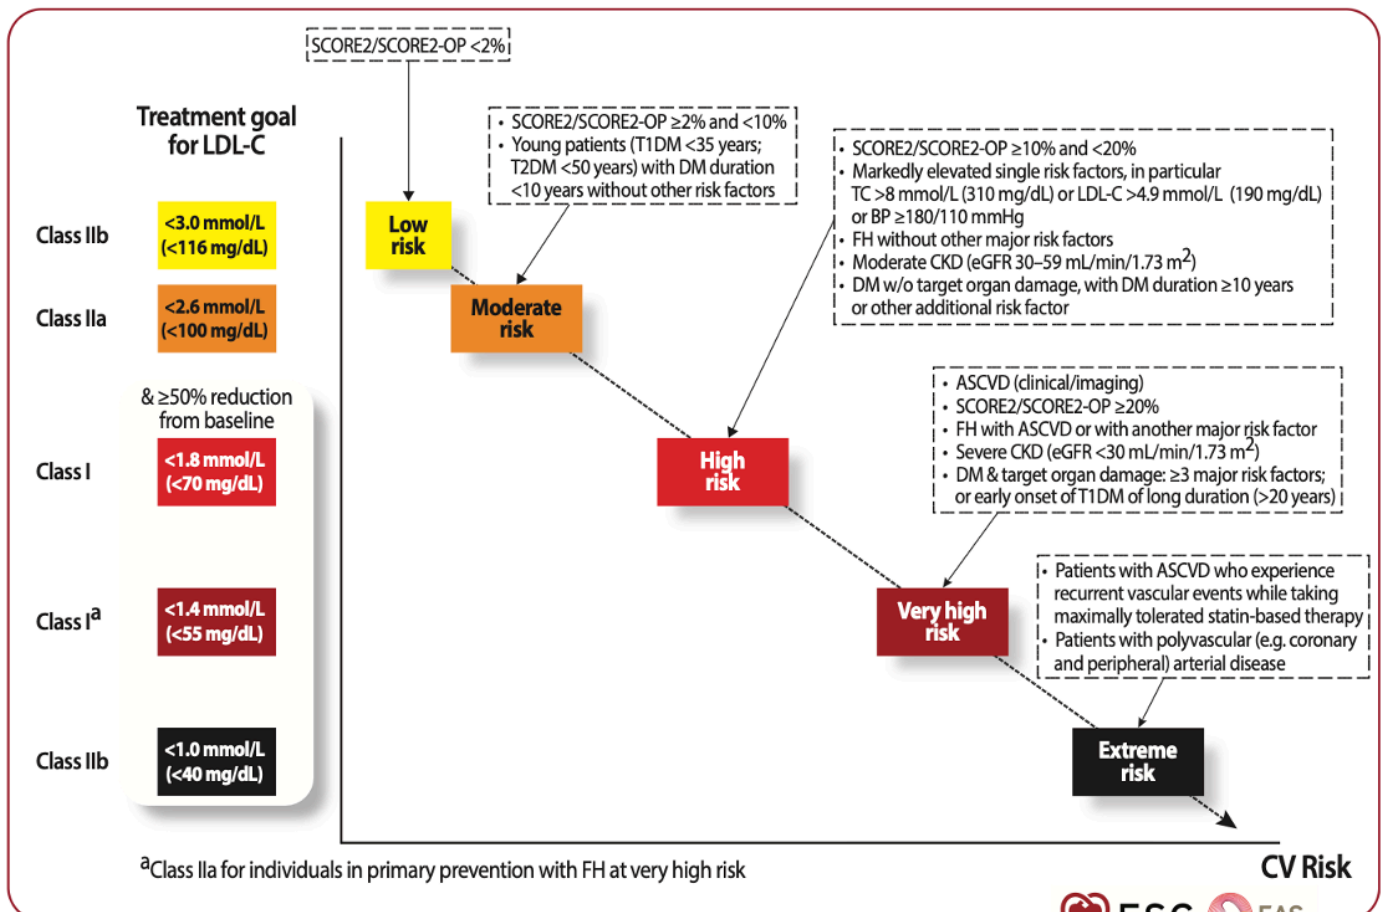 SCORE2/SCORE2-OP <2%
Treatment goal
for LDL-C
• SCORE2/SCORE2-OP ≥2% and <10%
• Young patients (T1DM <35 years;
T2DM <50 years) with DM duration
<10 years without other risk factors
• SCORE2/SCORE2-OP ≥10% and <20%
• Markedly elevated single risk factors, in particular
TC >8 mmol/L (310 mg/dL) or LDL-C >4.9 mmol/L (190 mg/dL)
or BP ≥180/110 mmHg
• FH without other major risk factors
• Moderate CKD (eGFR 30–59 mL/min/1.73 m²)
• DM w/o target organ damage, with DM duration ≥10 years
or other additional risk factor
Class IIb
<3.0 mmol/L
(<116 mg/dL)
Low
risk
Class IIa
<2.6 mmol/L
(<100 mg/dL)
Moderate
risk
& ≥50% reduction
from baseline
Class I
<1.8 mmol/L
(<70 mg/dL)
High
risk
• ASCVD (clinical/imaging)
• SCORE2/SCORE2-OP ≥20%
• FH with ASCVD or with another major risk factor
• Severe CKD (eGFR <30 mL/min/1.73 m²)
• DM & target organ damage: ≥3 major risk factors;
or early onset of T1DM of long duration (>20 years)
Class Iᵃ
<1.4 mmol/L
(<55 mg/dL)
Very high
risk
• Patients with ASCVD who experience
recurrent vascular events while taking
maximally tolerated statin-based therapy
• Patients with polyvascular (e.g. coronary
and peripheral) arterial disease
Class IIb
<1.0 mmol/L
(<40 mg/dL)
Extreme
risk
ᵃClass IIa for individuals in primary prevention with FH at very high risk
CV Risk
ESC EAS